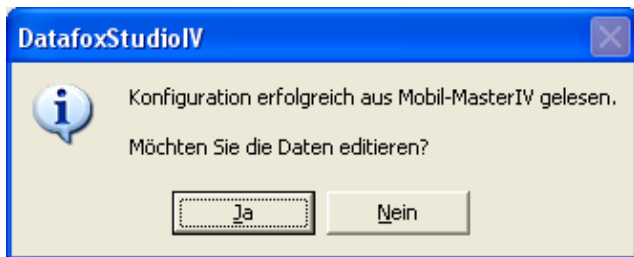 DatafoxStudioIV
Konfiguration erfolgreich aus Mobil-MasterIV gelesen.
Möchten Sie die Daten editieren?
Ja Nein